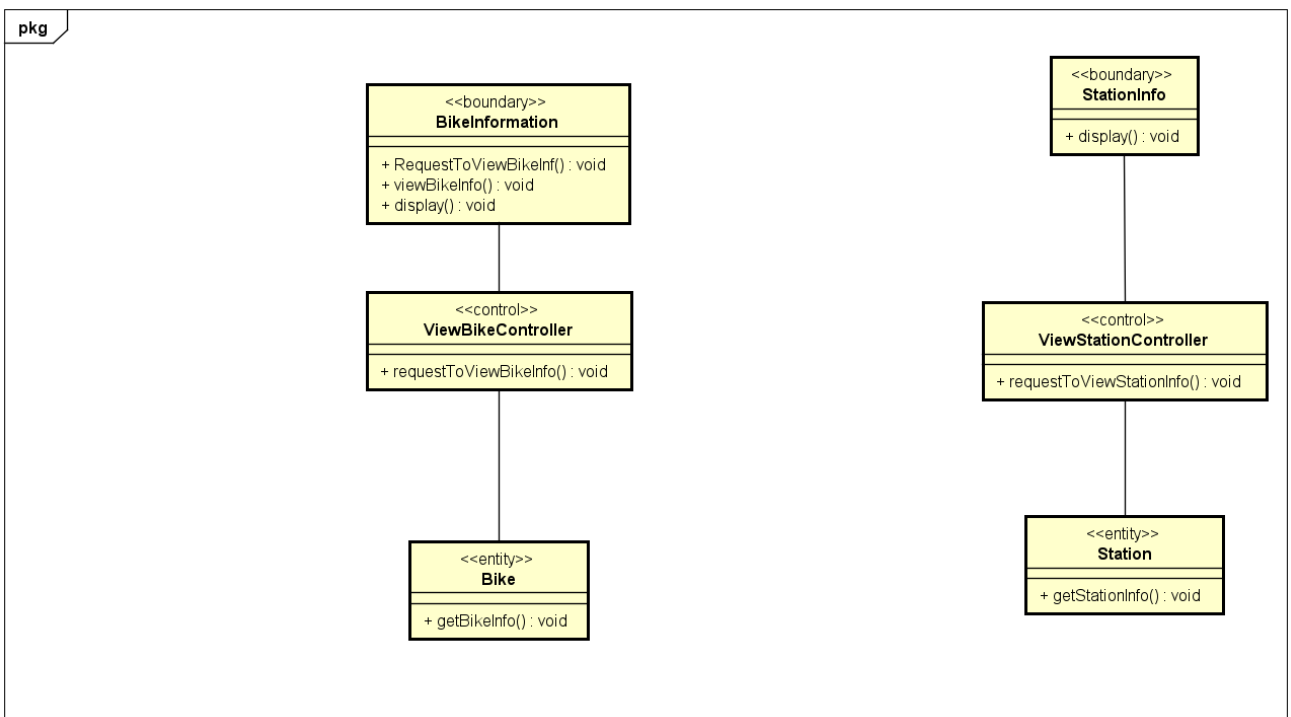 pkg
<<boundary>>
BikeInformation
+ RequestToViewBikeInf() : void
+ viewBikeInfo() : void
+ display() : void
<<control>>
ViewBikeController
+ requestToViewBikeInfo() : void
<<entity>>
Bike
+ getBikeInfo() : void
<<boundary>>
StationInfo
+ display() : void
<<control>>
ViewStationController
+ requestToViewStationInfo() : void
<<entity>>
Station
+ getStationInfo() : void